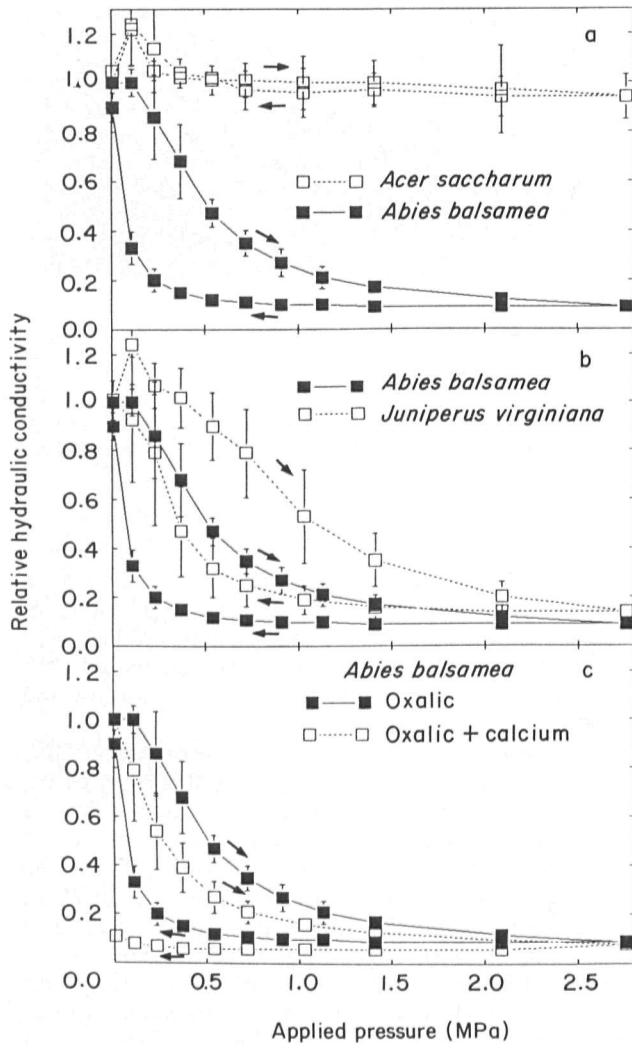 Relative hydraulic conductivity
1.2
1.0
0.8
0.6
0.4
0.2
0.0
a
Acer saccharum
Abies balsamea
1.2
1.0
0.8
0.6
0.4
0.2
0.0
b
Abies balsamea
Juniperus virginiana
1.2
1.0
0.8
0.6
0.4
0.2
0.0
Abies balsamea c
Oxalic
Oxalic + calcium
0.5 1.0 1.5 2.0 2.5
Applied pressure (MPa)